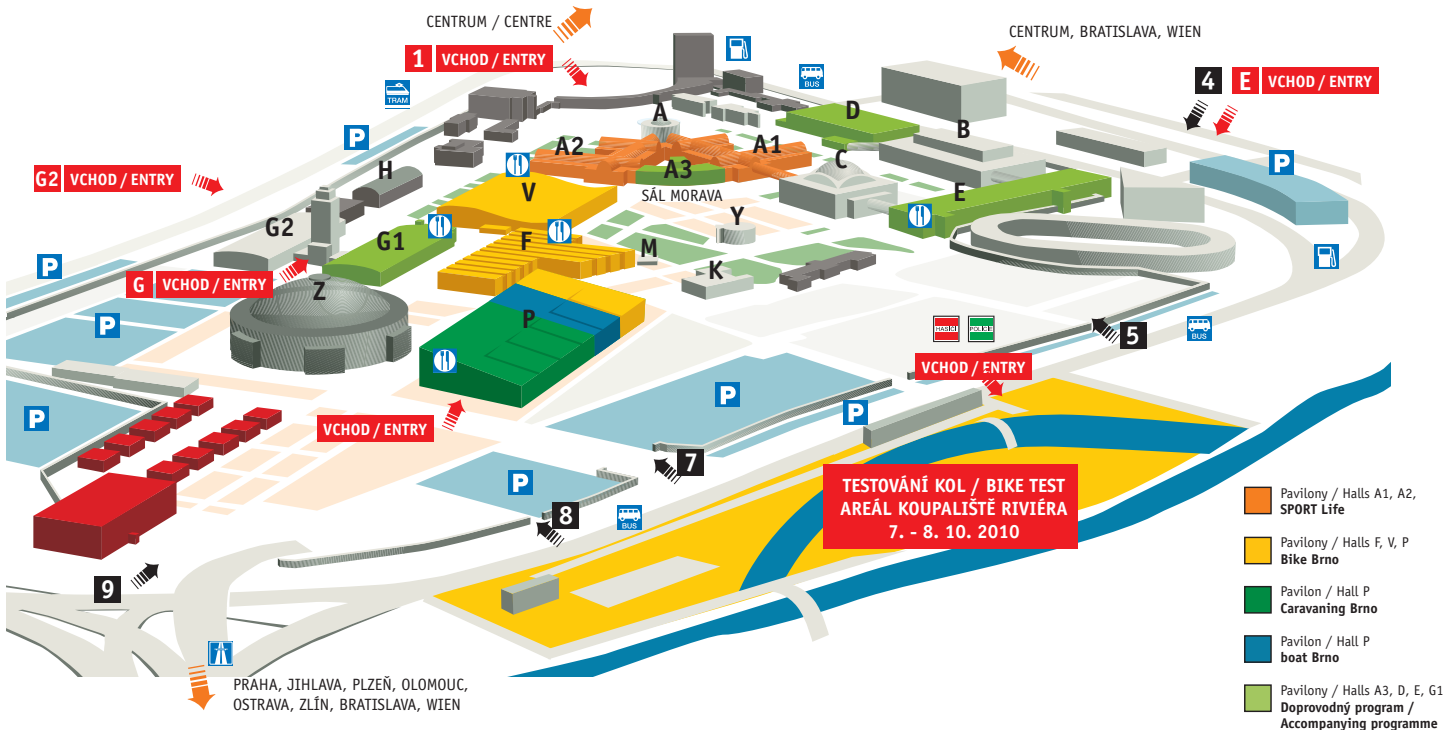 CENTRUM / CENTRE
1 VCHOD / ENTRY
CENTRUM, BRATISLAVA, WIEN
4 E VCHOD / ENTRY
BUS
TRAM
P
A
D
B
A2
A1
C
P
H
A3
SÁL MORAVA
G2 VCHOD / ENTRY
V
E
Y
G2
G1
F
M
K
P
G VCHOD / ENTRY
Z
P
P
HASIČI
POLICIE
5
BUS
VCHOD / ENTRY
P
P
P
VCHOD / ENTRY
7
P
8
BUS
TESTOVÁNÍ KOL / BIKE TEST
AREÁL KOUPALIŠTĚ RIVIÉRA
7. - 8. 10. 2010
9
PRAHA, JIHLAVA, PLZEŇ, OLOMOUC,
OSTRAVA, ZLÍN, BRATISLAVA, WIEN
Pavilony / Halls A1, A2,
SPORT Life
Pavilony / Halls F, V, P
Bike Brno
Pavilon / Hall P
Caravaning Brno
Pavilon / Hall P
boat Brno
Pavilony / Halls A3, D, E, G1
Doprovodný program /
Accompanying programme